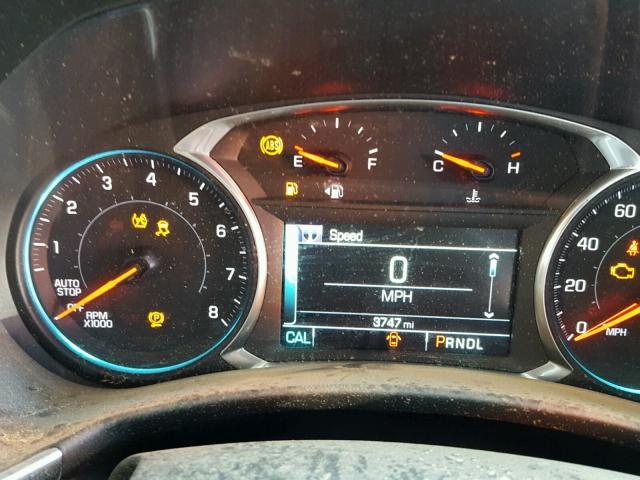 ABS
E F C H
1 2 3 4 5 6 7 8
AUTO
STOP
OFF
RPM
X1000
P
Speed
0
MPH
3747 mi
CAL PRNDL
0 20 40 60
MPH